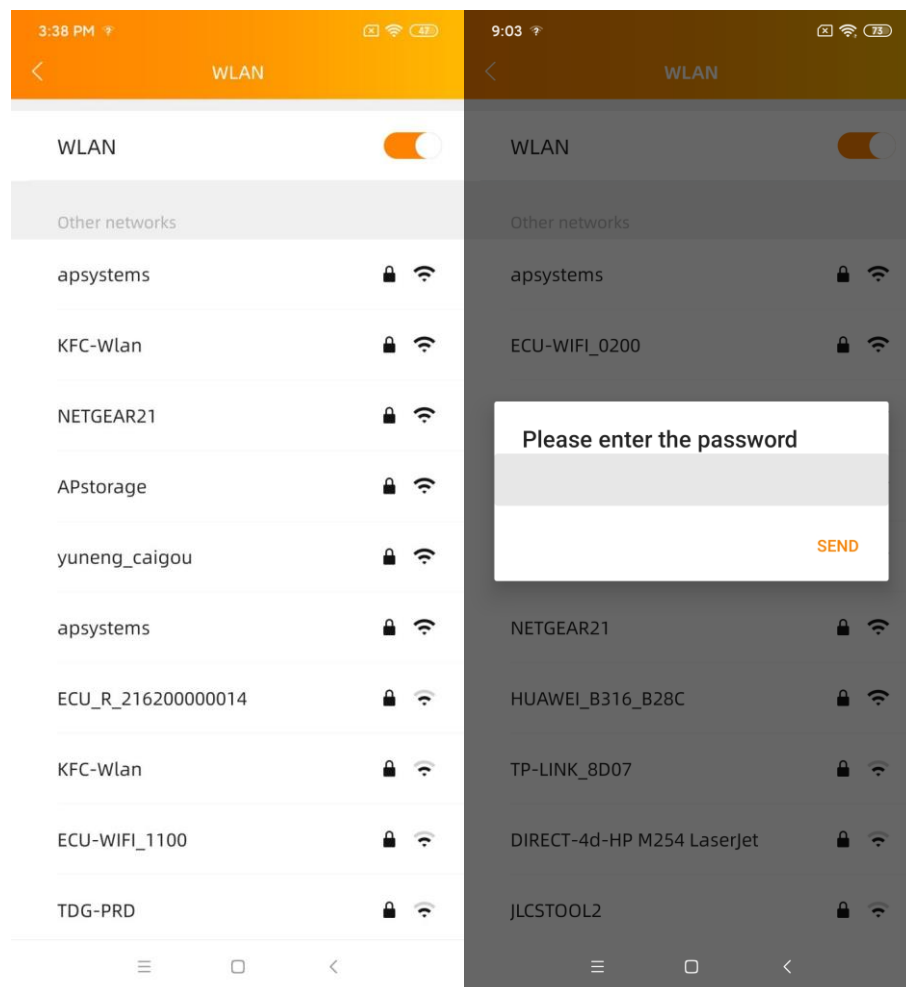 3:38 PM
47
WLAN
WLAN
Other networks
apsystems
KFC-Wlan
NETGEAR21
APstorage
yuneng_caigou
apsystems
ECU_R_216200000014
KFC-Wlan
ECU-WIFI_1100
TDG-PRD
9:03
73
WLAN
WLAN
Other networks
apsystems
ECU-WIFI_0200
Please enter the password
SEND
NETGEAR21
HUAWEI_B316_B28C
TP-LINK_8D07
DIRECT-4d-HP M254 LaserJet
JLCSTOOL2